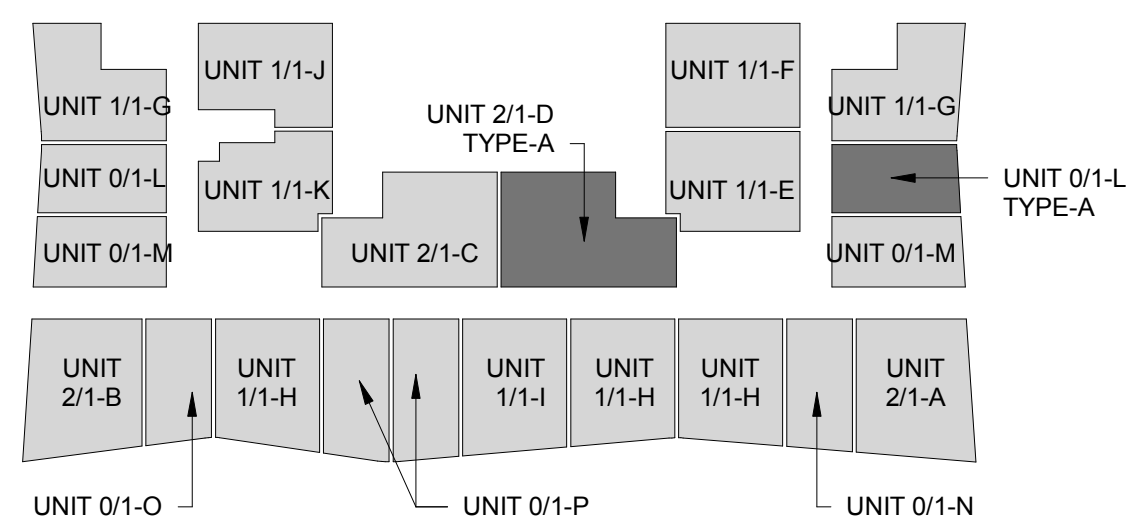 UNIT 1/1-J
UNIT 1/1-F
UNIT 1/1-G
UNIT 2/1-D
TYPE-A
UNIT 1/1-G
UNIT 0/1-L
UNIT 1/1-K
UNIT 1/1-E
UNIT 0/1-L
TYPE-A
UNIT 0/1-M
UNIT 2/1-C
UNIT 0/1-M
UNIT
2/1-B
UNIT
1/1-H
UNIT
1/1-I
UNIT
1/1-H
UNIT
1/1-H
UNIT
2/1-A
UNIT 0/1-O
UNIT 0/1-P
UNIT 0/1-N